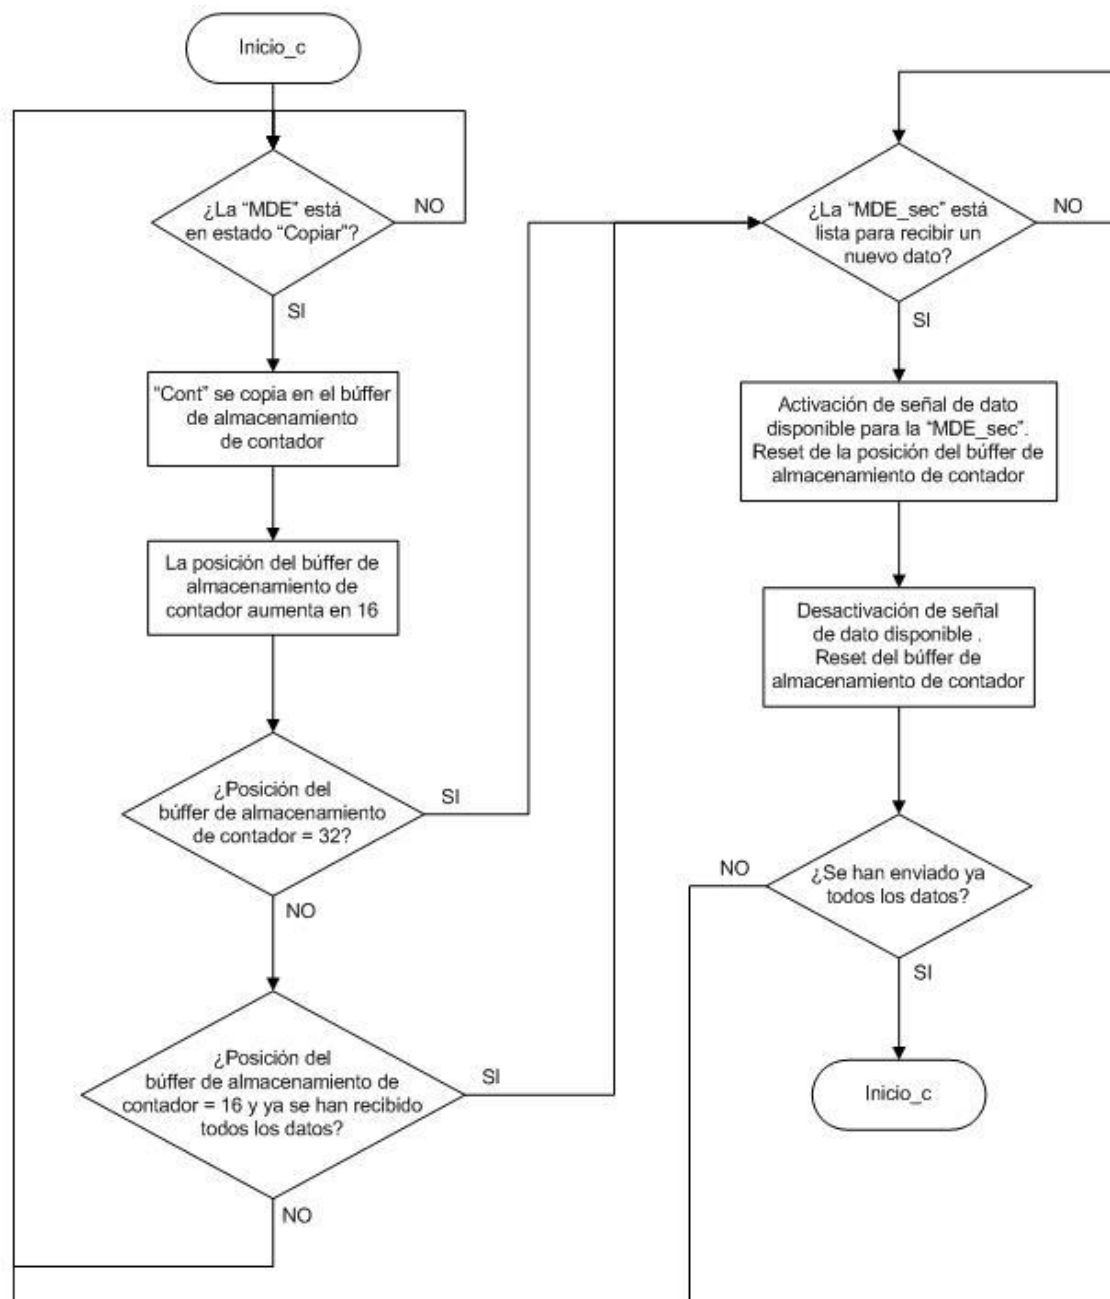 Inicio_c
¿La “MDE” está
en estado “Copiar”?
NO
SI
“Cont” se copia en el búffer
de almacenamiento
de contador
La posición del búffer de
almacenamiento de
contador aumenta en 16
¿Posición del
búffer de almacenamiento
de contador = 32?
SI
NO
¿Posición del
búffer de almacenamiento de
contador = 16 y ya se han recibido
todos los datos?
SI
NO
¿La “MDE_sec” está
lista para recibir un
nuevo dato?
NO
SI
Activación de señal de dato
disponible para la “MDE_sec”.
Reset de la posición del búffer de
almacenamiento de contador
Desactivación de señal
de dato disponible .
Reset del búffer de
almacenamiento de contador
NO
¿Se han enviado ya
todos los datos?
SI
Inicio_c